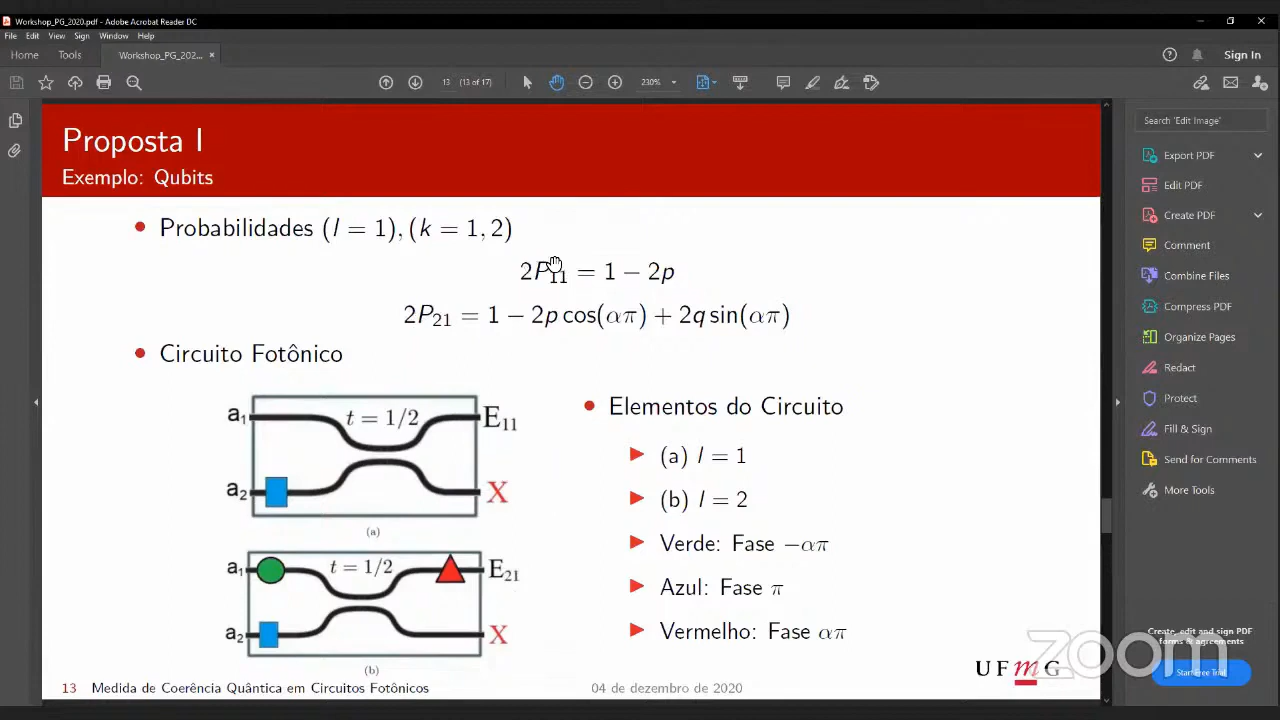 Workshop_PG_2020.pdf - Adobe Acrobat Reader DC
File Edit View Sign Window Help
Home Tools Workshop_PG_202... × Sign In
13 (13 of 17) 230%
Proposta I
Exemplo: Qubits
• Probabilidades (l = 1), (k = 1, 2)
2P₁₁ = 1 − 2p
2P₂₁ = 1 − 2p cos(απ) + 2q sin(απ)
• Circuito Fotônico
a₁ t = 1/2 E₁₁
a₂ X
(a)
a₁ t = 1/2 E₂₁
a₂ X
(b)
• Elementos do Circuito
(a) l = 1
(b) l = 2
Verde: Fase −απ
Azul: Fase π
Vermelho: Fase απ
UFmG
13 Medida de Coerência Quântica em Circuitos Fotônicos 04 de dezembro de 2020
Search 'Edit Image'
Export PDF
Edit PDF
Create PDF
Comment
Combine Files
Compress PDF
Organize Pages
Redact
Protect
Fill & Sign
Send for Comments
More Tools
Create, edit and sign PDF
forms & agreements
Start Free Trial
zoom